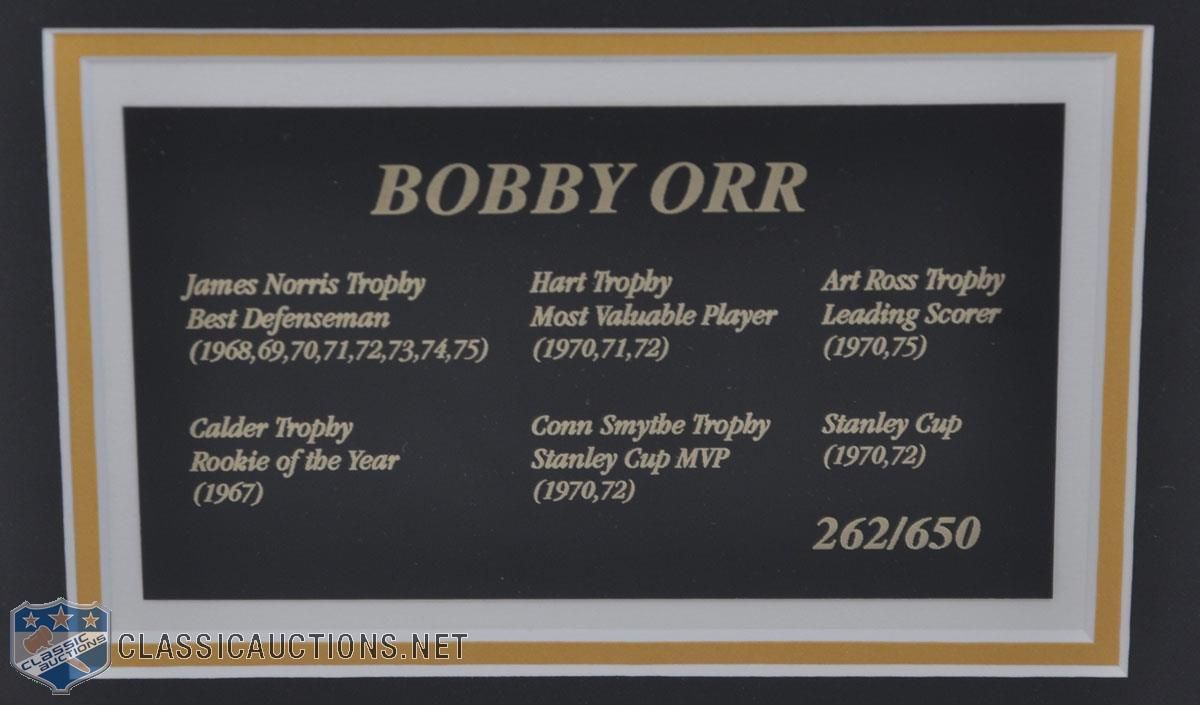 BOBBY ORR
James Norris Trophy
Best Defenseman
(1968,69,70,71,72,73,74,75)
Hart Trophy
Most Valuable Player
(1970,71,72)
Art Ross Trophy
Leading Scorer
(1970,75)
Calder Trophy
Rookie of the Year
(1967)
Conn Smythe Trophy
Stanley Cup MVP
(1970,72)
Stanley Cup
(1970,72)
262/650
CLASSIC
AUCTIONS
CLASSICAUCTIONS.NET